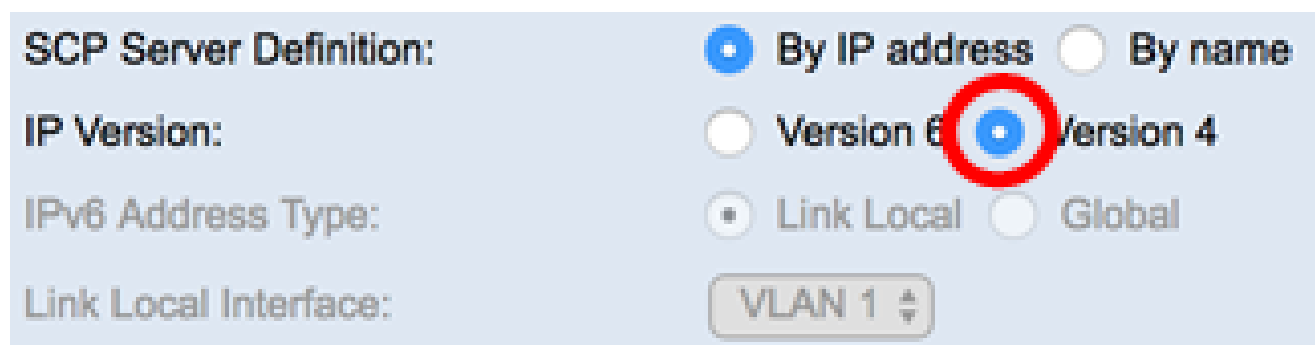 SCP Server Definition: By IP address By name
IP Version: Version 6 Version 4
IPv6 Address Type: Link Local Global
Link Local Interface: VLAN 1